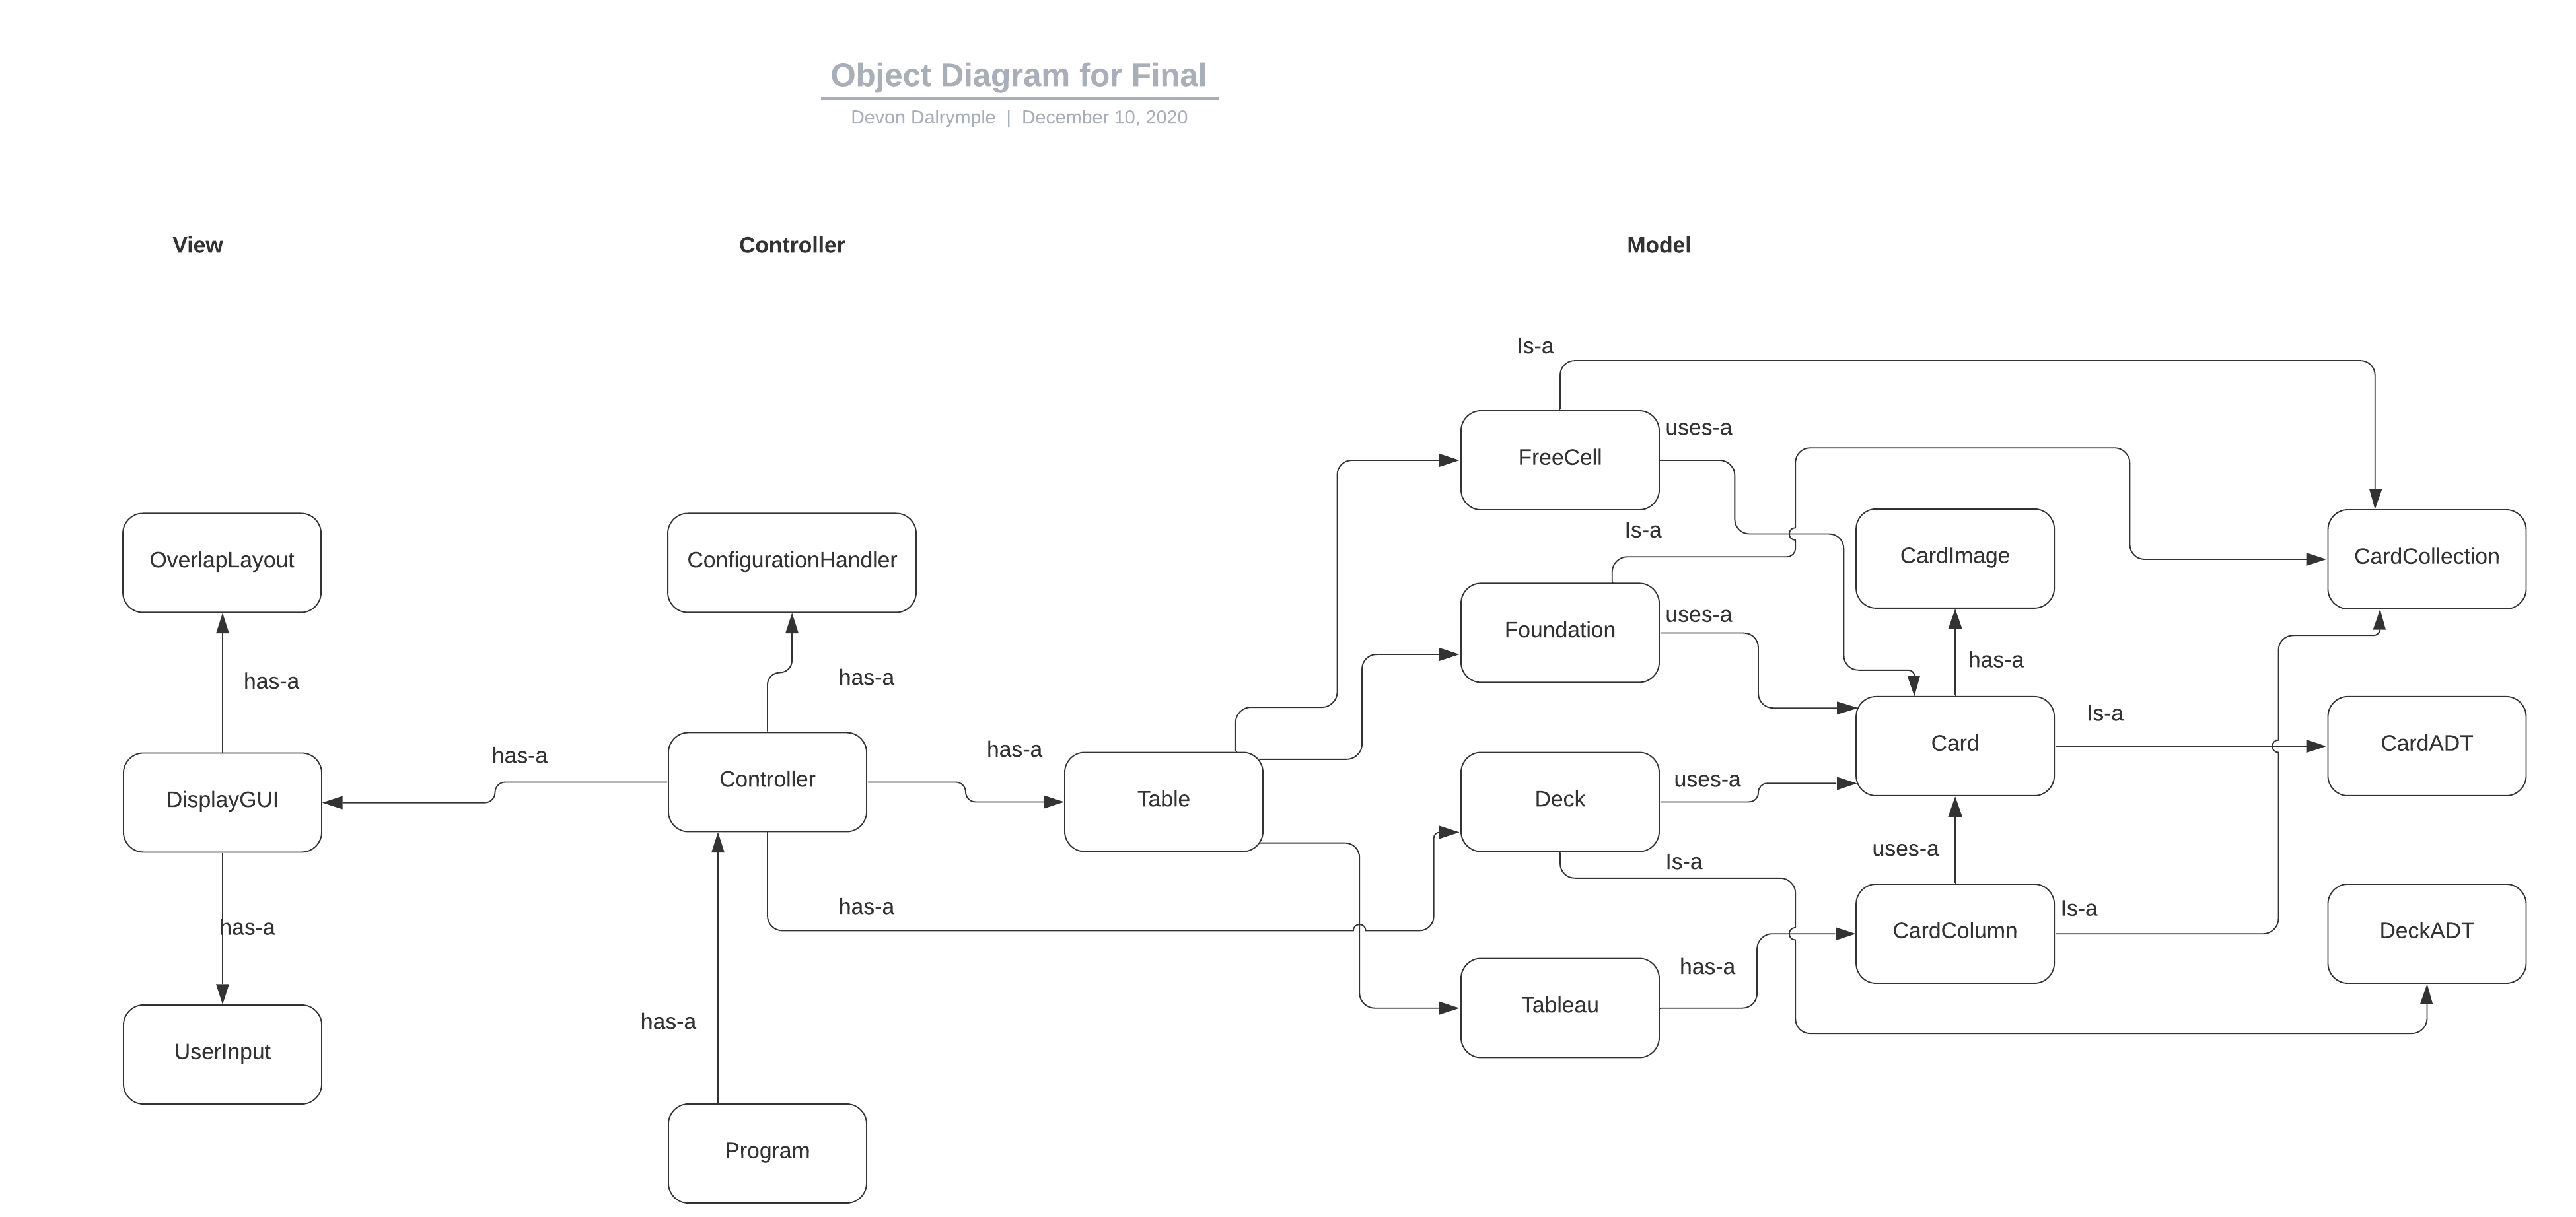 Object Diagram for Final
Devon Dalrymple | December 10, 2020
View
Controller
Model
Is-a
uses-a
FreeCell
Is-a
OverlapLayout
ConfigurationHandler
CardImage
CardCollection
uses-a
Foundation
has-a
has-a
has-a
Is-a
has-a
has-a
Card
CardADT
DisplayGUI
Controller
Table
Deck
uses-a
Is-a
uses-a
has-a
has-a
Is-a
CardColumn
DeckADT
has-a
Tableau
has-a
UserInput
Program